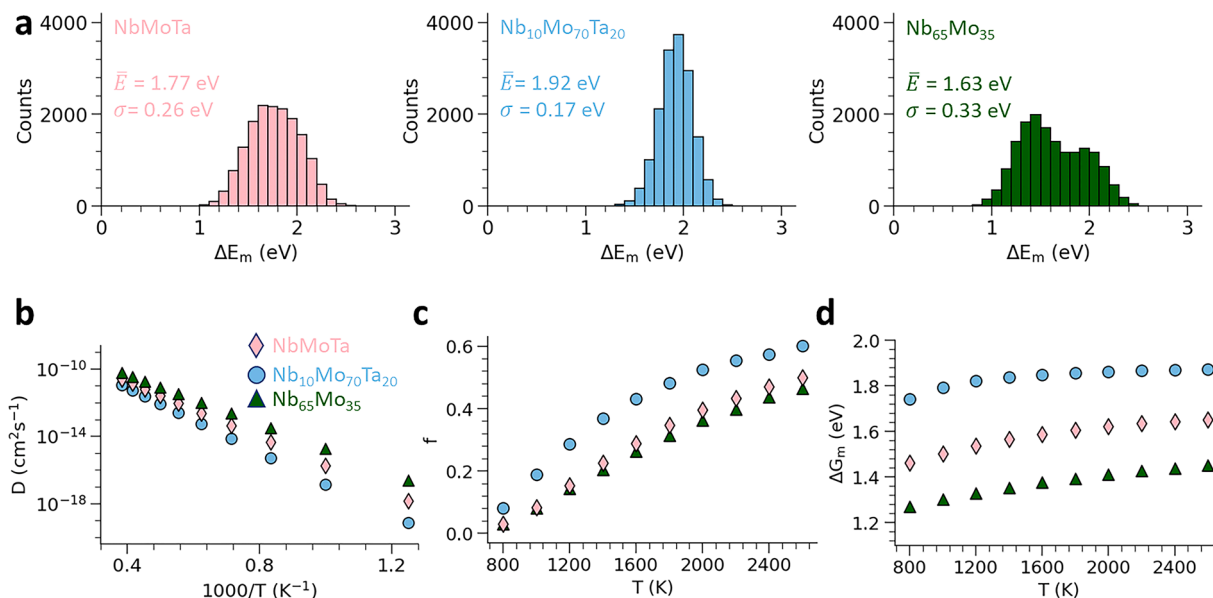 a
4000
2000
0
Counts
NbMoTa
Ē = 1.77 eV
σ = 0.26 eV
0 1 2 3
ΔEₘ (eV)
4000
2000
0
Counts
Nb₁₀Mo₇₀Ta₂₀
Ē = 1.92 eV
σ = 0.17 eV
0 1 2 3
ΔEₘ (eV)
4000
2000
0
Counts
Nb₆₅Mo₃₅
Ē = 1.63 eV
σ = 0.33 eV
0 1 2 3
ΔEₘ (eV)
b
NbMoTa
Nb₁₀Mo₇₀Ta₂₀
Nb₆₅Mo₃₅
10⁻¹⁰
10⁻¹⁴
10⁻¹⁸
D (cm²s⁻¹)
0.4 0.8 1.2
1000/T (K⁻¹)
c
0.6
0.4
0.2
0.0
f
800 1200 1600 2000 2400
T (K)
d
2.0
1.8
1.6
1.4
1.2
ΔGₘ (eV)
800 1200 1600 2000 2400
T (K)